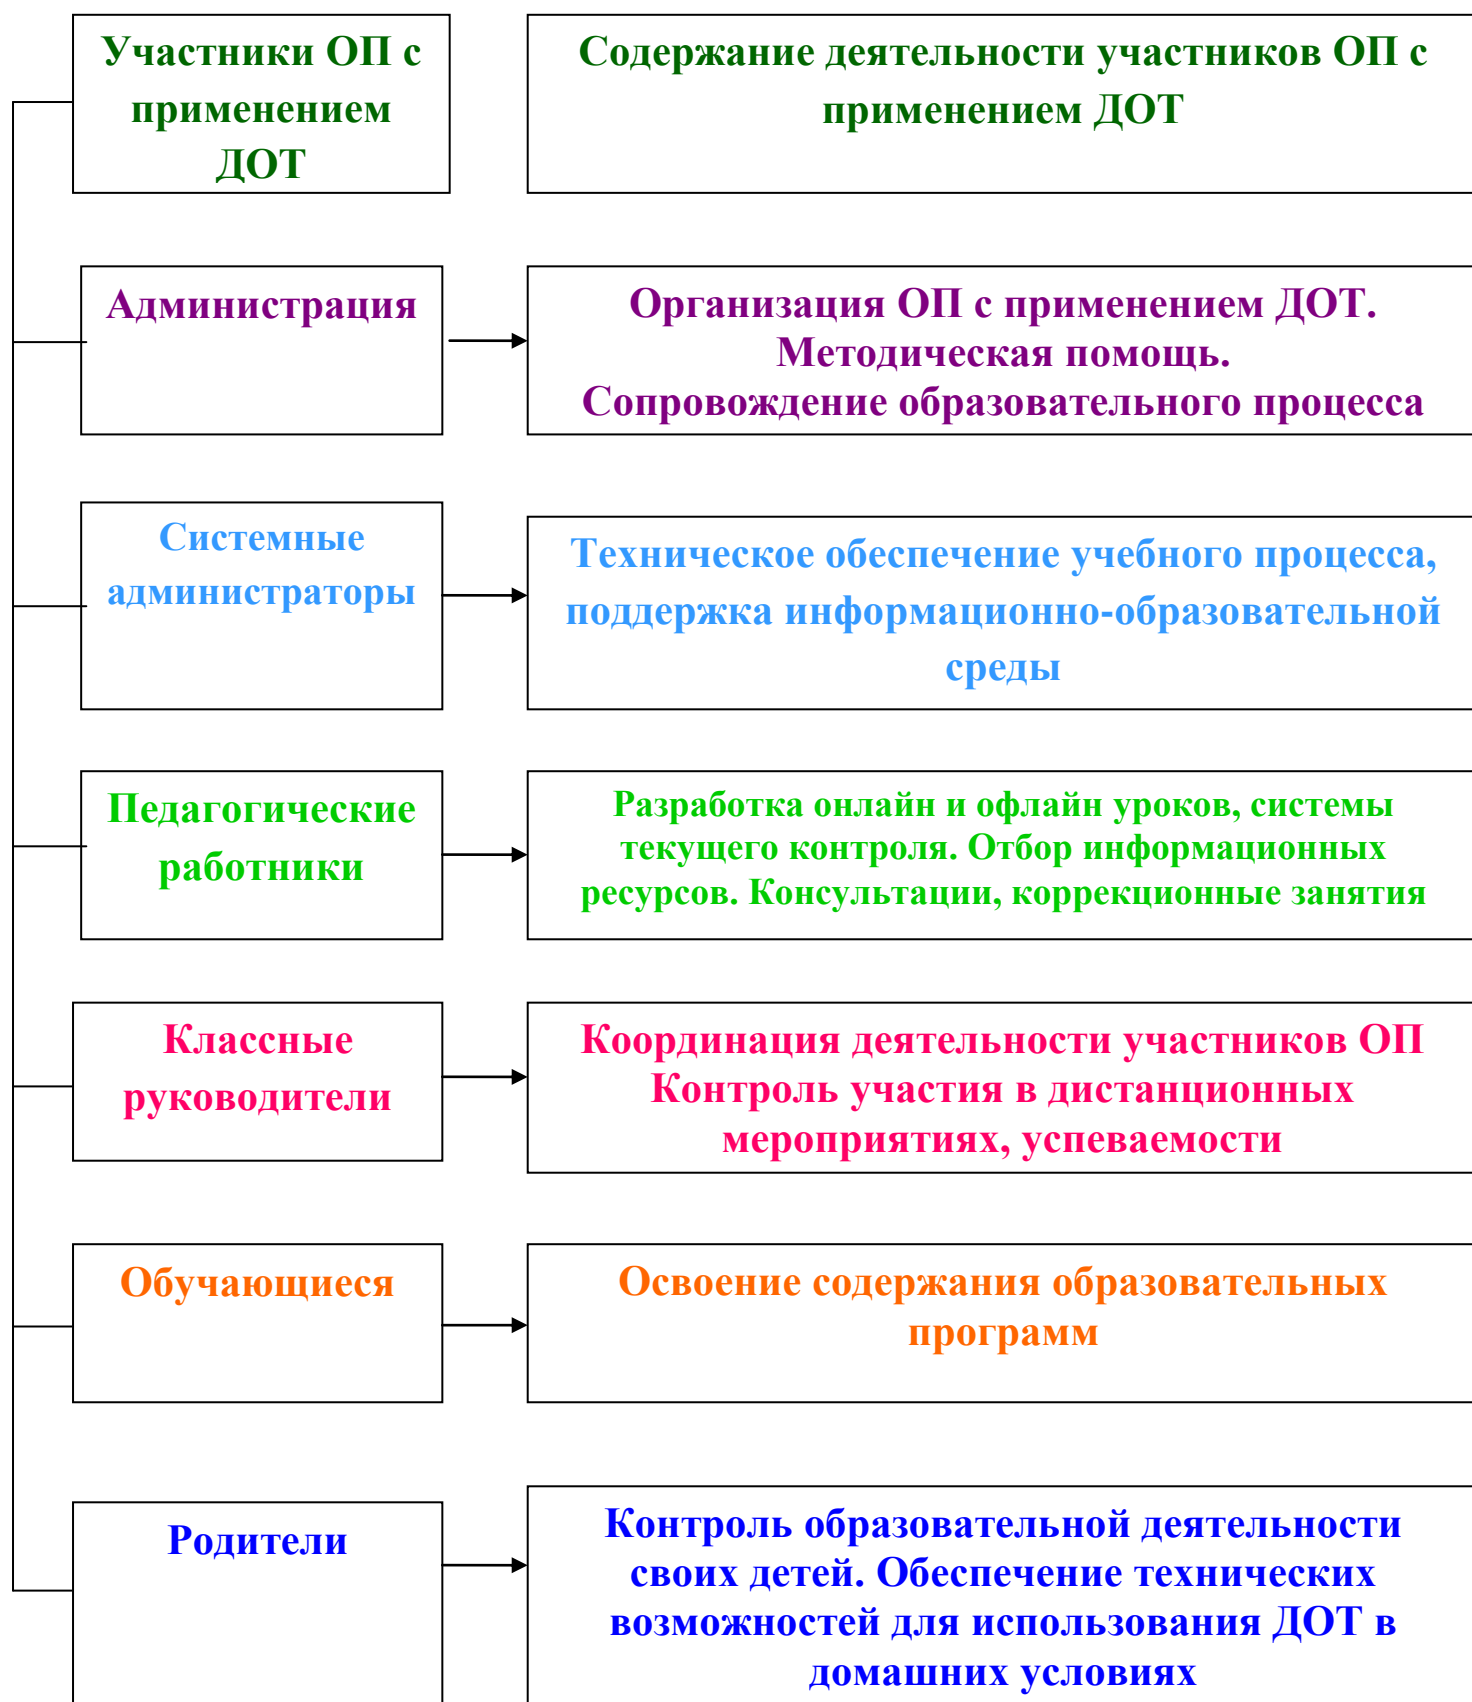 Участники ОП с
применением
ДОТ
Содержание деятельности участников ОП с
применением ДОТ
Администрация
Организация ОП с применением ДОТ.
Методическая помощь.
Сопровождение образовательного процесса
Системные
администраторы
Техническое обеспечение учебного процесса,
поддержка информационно-образовательной
среды
Педагогические
работники
Разработка онлайн и офлайн уроков, системы
текущего контроля. Отбор информационных
ресурсов. Консультации, коррекционные занятия
Классные
руководители
Координация деятельности участников ОП
Контроль участия в дистанционных
мероприятиях, успеваемости
Обучающиеся
Освоение содержания образовательных
программ
Родители
Контроль образовательной деятельности
своих детей. Обеспечение технических
возможностей для использования ДОТ в
домашних условиях